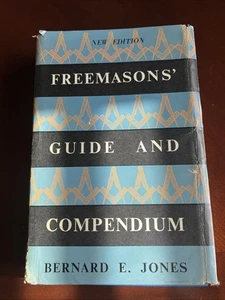 NEW EDITION
FREEMASONS'
GUIDE AND
COMPENDIUM
BERNARD E. JONES